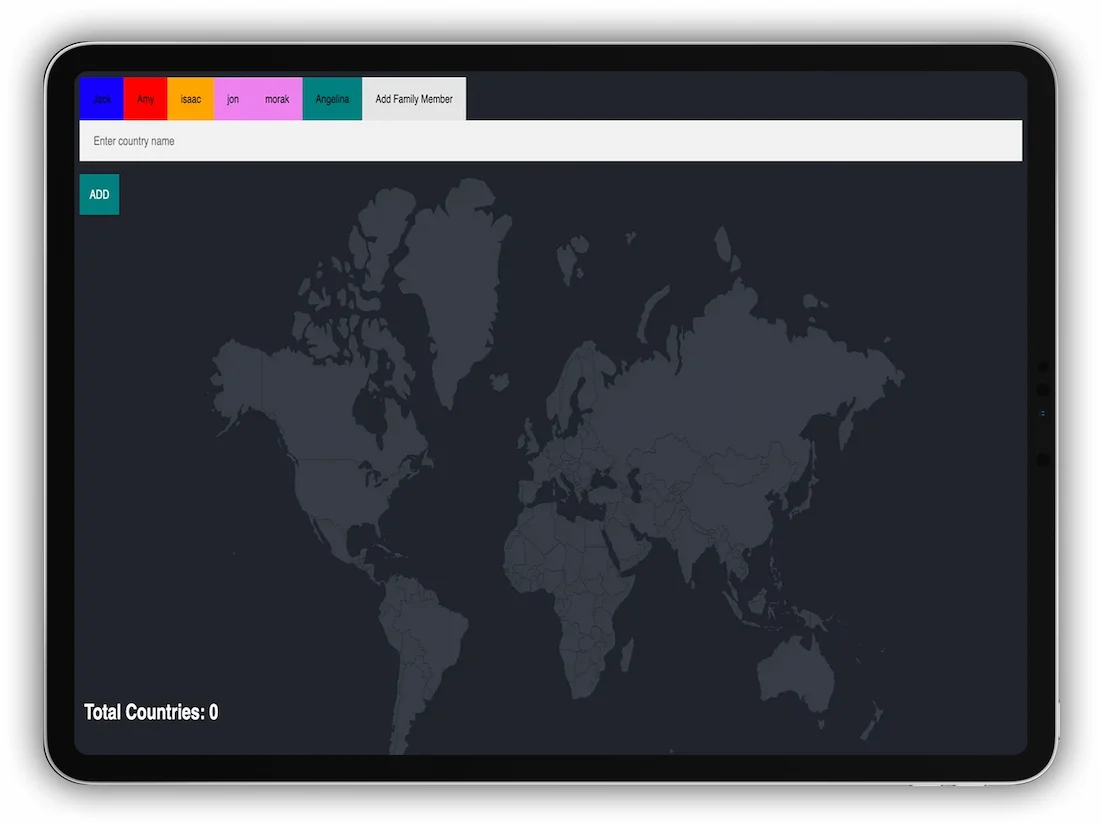 Jack Amy isaac jon morak Angelina Add Family Member
Enter country name
ADD
Total Countries: 0